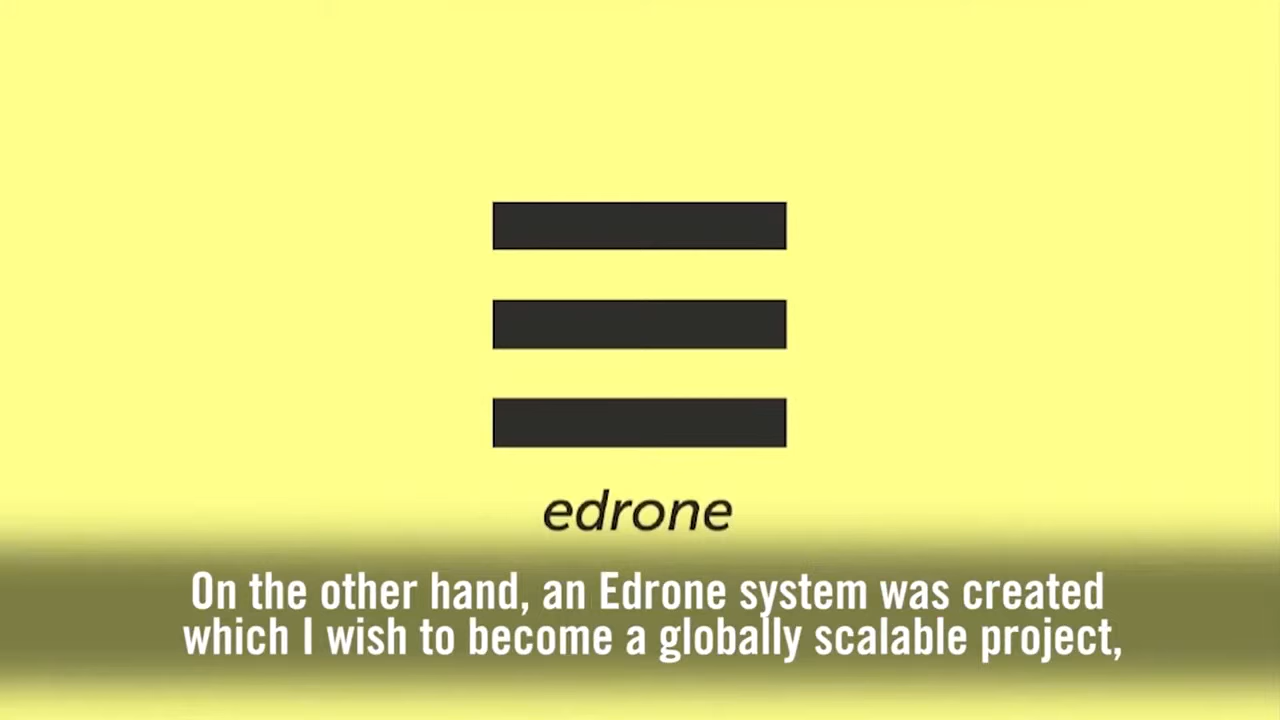 edrone
On the other hand, an Edrone system was created
which I wish to become a globally scalable project,